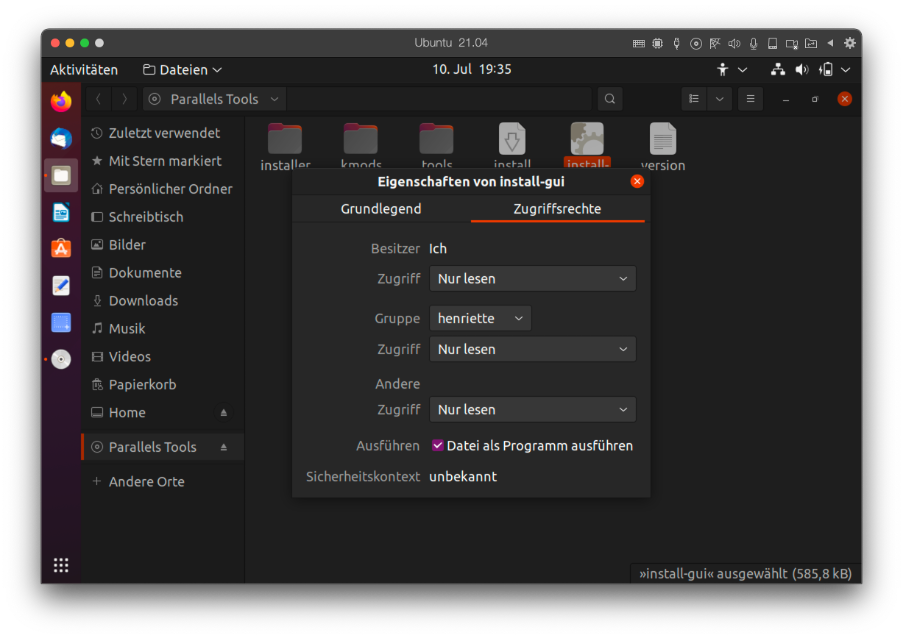 Ubuntu 21.04
Aktivitäten
Dateien
10. Jul 19:35
Parallels Tools
Zuletzt verwendet
Mit Stern markiert
Persönlicher Ordner
Schreibtisch
Bilder
Dokumente
Downloads
Musik
Videos
Papierkorb
Home
Parallels Tools
Andere Orte
installer
kmods
tools
install
install-
version
Eigenschaften von install-gui
Grundlegend
Zugriffsrechte
Besitzer Ich
Zugriff Nur lesen
Gruppe henriette
Zugriff Nur lesen
Andere
Zugriff Nur lesen
Ausführen Datei als Programm ausführen
Sicherheitskontext unbekannt
»install-gui« ausgewählt (585,8 kB)